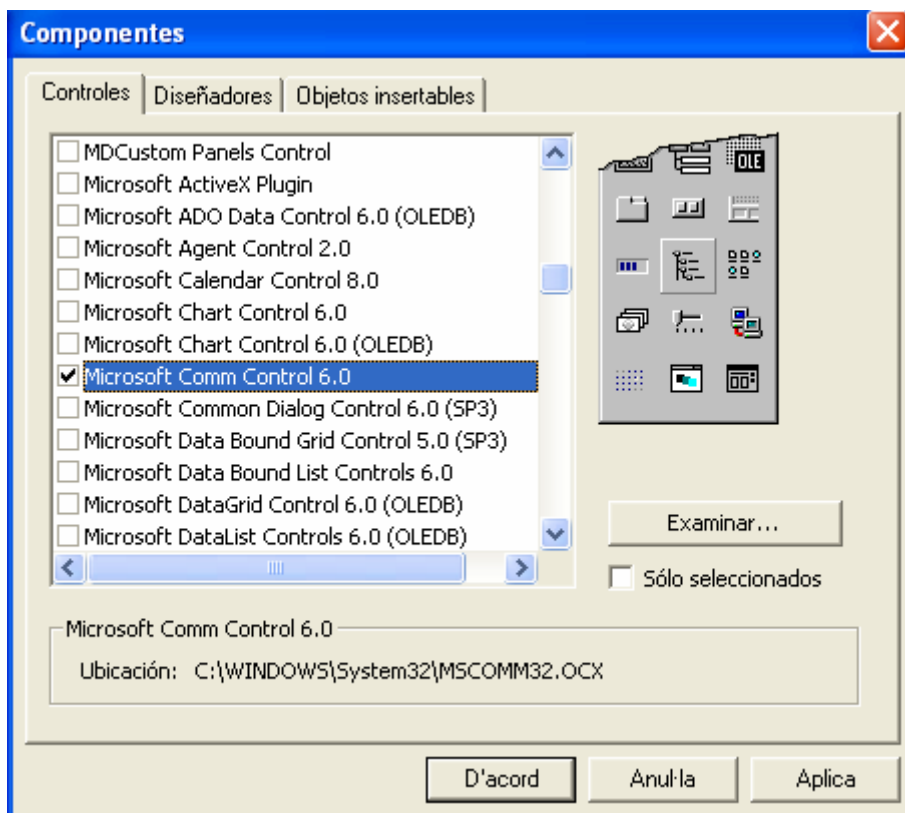 Componentes
Controles Diseñadores Objetos insertables
MDCustom Panels Control
Microsoft ActiveX Plugin
Microsoft ADO Data Control 6.0 (OLEDB)
Microsoft Agent Control 2.0
Microsoft Calendar Control 8.0
Microsoft Chart Control 6.0
Microsoft Chart Control 6.0 (OLEDB)
Microsoft Comm Control 6.0
Microsoft Common Dialog Control 6.0 (SP3)
Microsoft Data Bound Grid Control 5.0 (SP3)
Microsoft Data Bound List Controls 6.0
Microsoft DataGrid Control 6.0 (OLEDB)
Microsoft DataList Controls 6.0 (OLEDB)
OLE
Examinar...
Sólo seleccionados
Microsoft Comm Control 6.0
Ubicación: C:\WINDOWS\System32\MSCOMM32.OCX
D'acord Anul·la Aplica